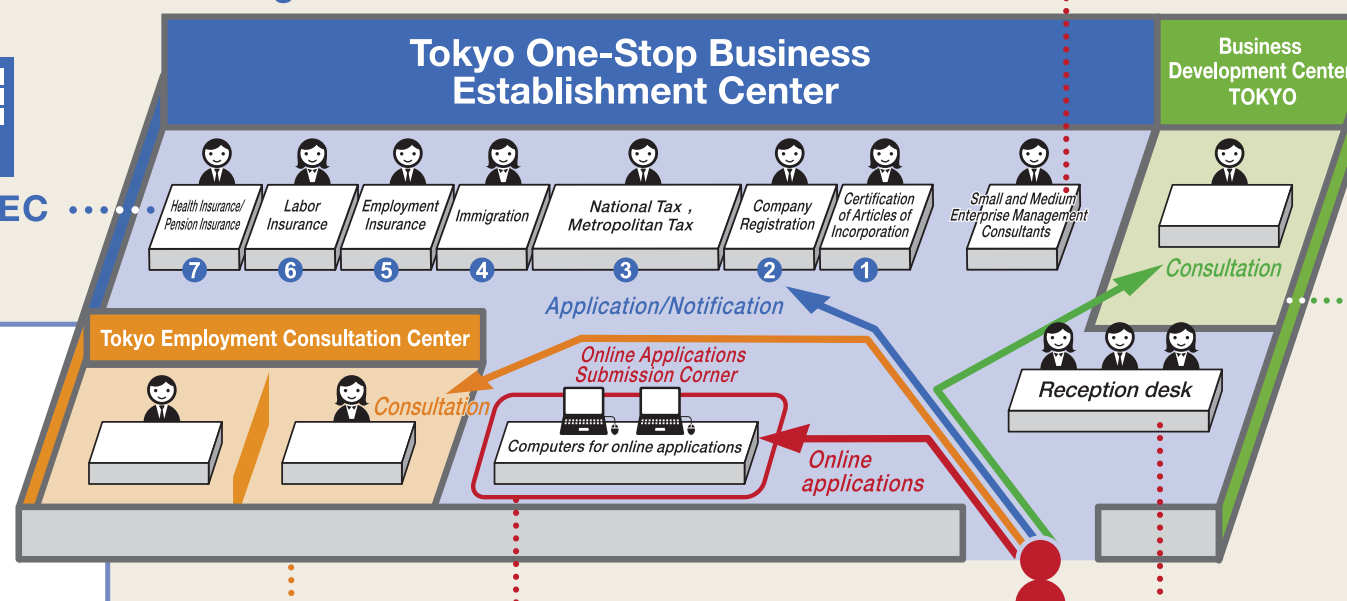 Tokyo One-Stop Business
Establishment Center
Business
Development Center
TOKYO
EC
Health Insurance/
Pension Insurance
Labor
Insurance
Employment
Insurance
Immigration
National Tax ,
Metropolitan Tax
Company
Registration
Certification
of Articles of
Incorporation
Small and Medium
Enterprise Management
Consultants
7
6
5
4
3
2
1
Consultation
Application/Notification
Tokyo Employment Consultation Center
Online Applications
Submission Corner
Consultation
Reception desk
Computers for online applications
Online
applications